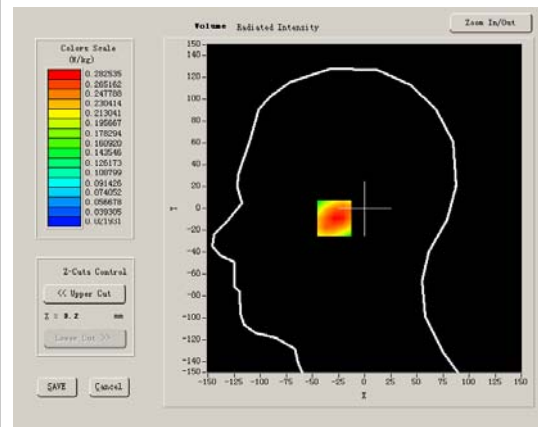 Volume Radiated Intensity
Zoom In/Out
Colors Scale
(W/kg)
0.282535
0.265162
0.247788
0.230414
0.213041
0.195667
0.178294
0.160920
0.143546
0.126173
0.108799
0.091426
0.074052
0.056678
0.039305
0.021931
Z-Cuts Control
<< Upper Cut
Z = 9.2 mm
Lower Cut >>
SAVE Cancel
150
140
120
100
80
60
40
20
0
-20
-40
-60
-80
-100
-120
-140
-150
Y
-150 -125 -100 -75 -50 -25 0 25 50 75 100 125 150
X